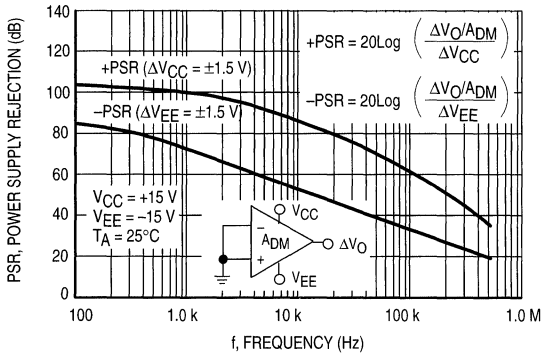 PSR, POWER SUPPLY REJECTION (dB)
140
120
100
80
60
40
20
0
+PSR (ΔVCC = ±1.5 V)
−PSR (ΔVEE = ±1.5 V)
+PSR = 20Log (ΔVO/ADM / ΔVCC)
−PSR = 20Log (ΔVO/ADM / ΔVEE)
VCC = +15 V
VEE = −15 V
TA = 25°C
VCC
−
ADM
+
ΔVO
VEE
100
1.0 k
10 k
100 k
1.0 M
f, FREQUENCY (Hz)